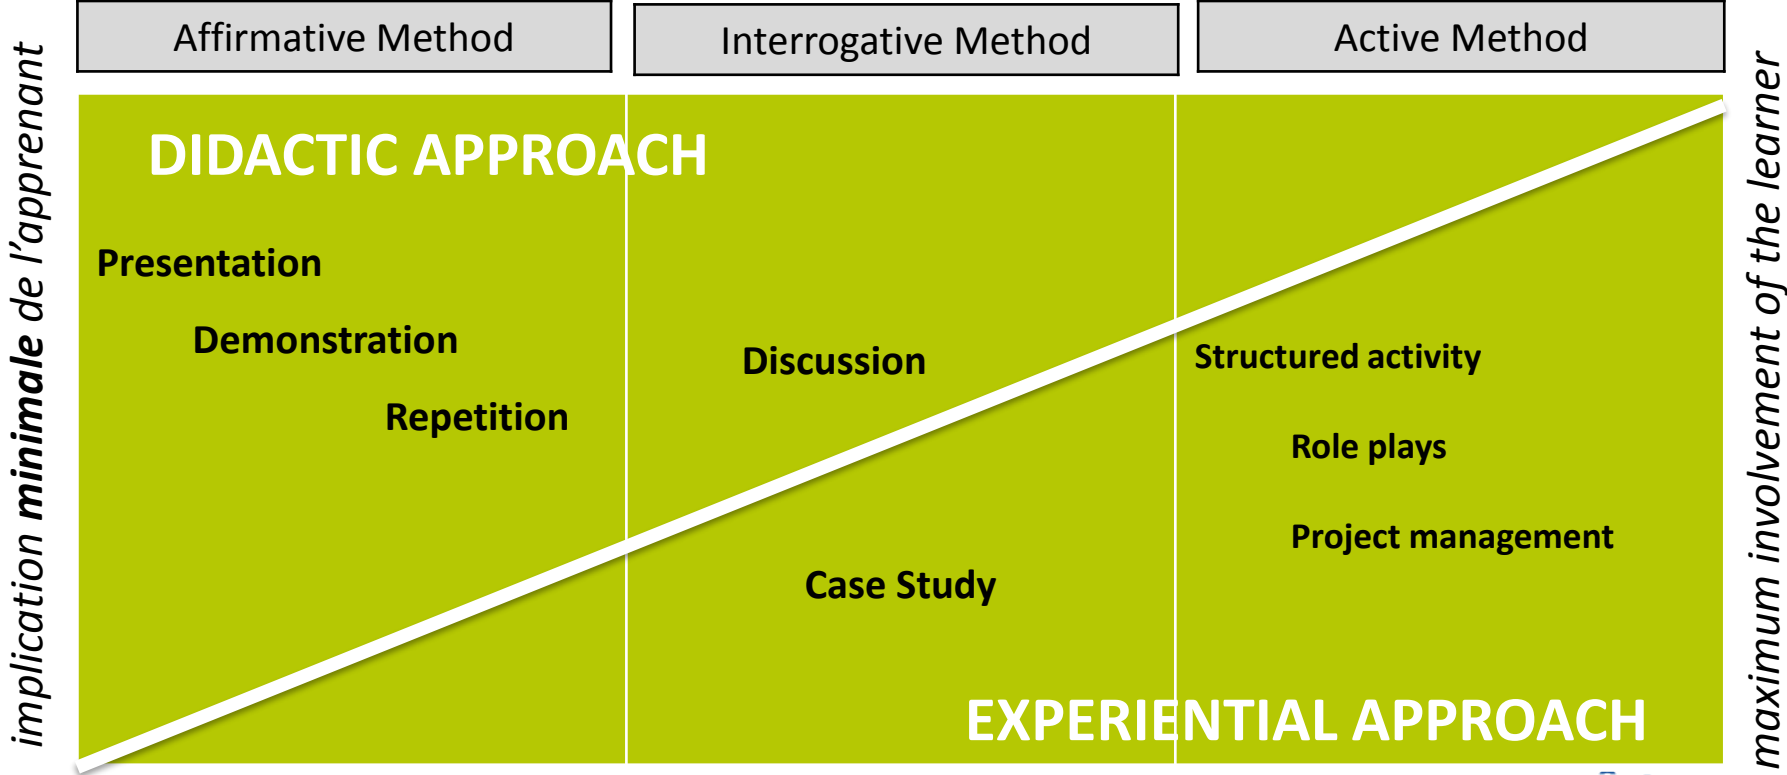 Affirmative Method
Interrogative Method
Active Method
implication minimale de l'apprenant
DIDACTIC APPROACH
Presentation
Demonstration
Repetition
Discussion
Case Study
Structured activity
Role plays
Project management
EXPERIENTIAL APPROACH
maximum involvement of the learner